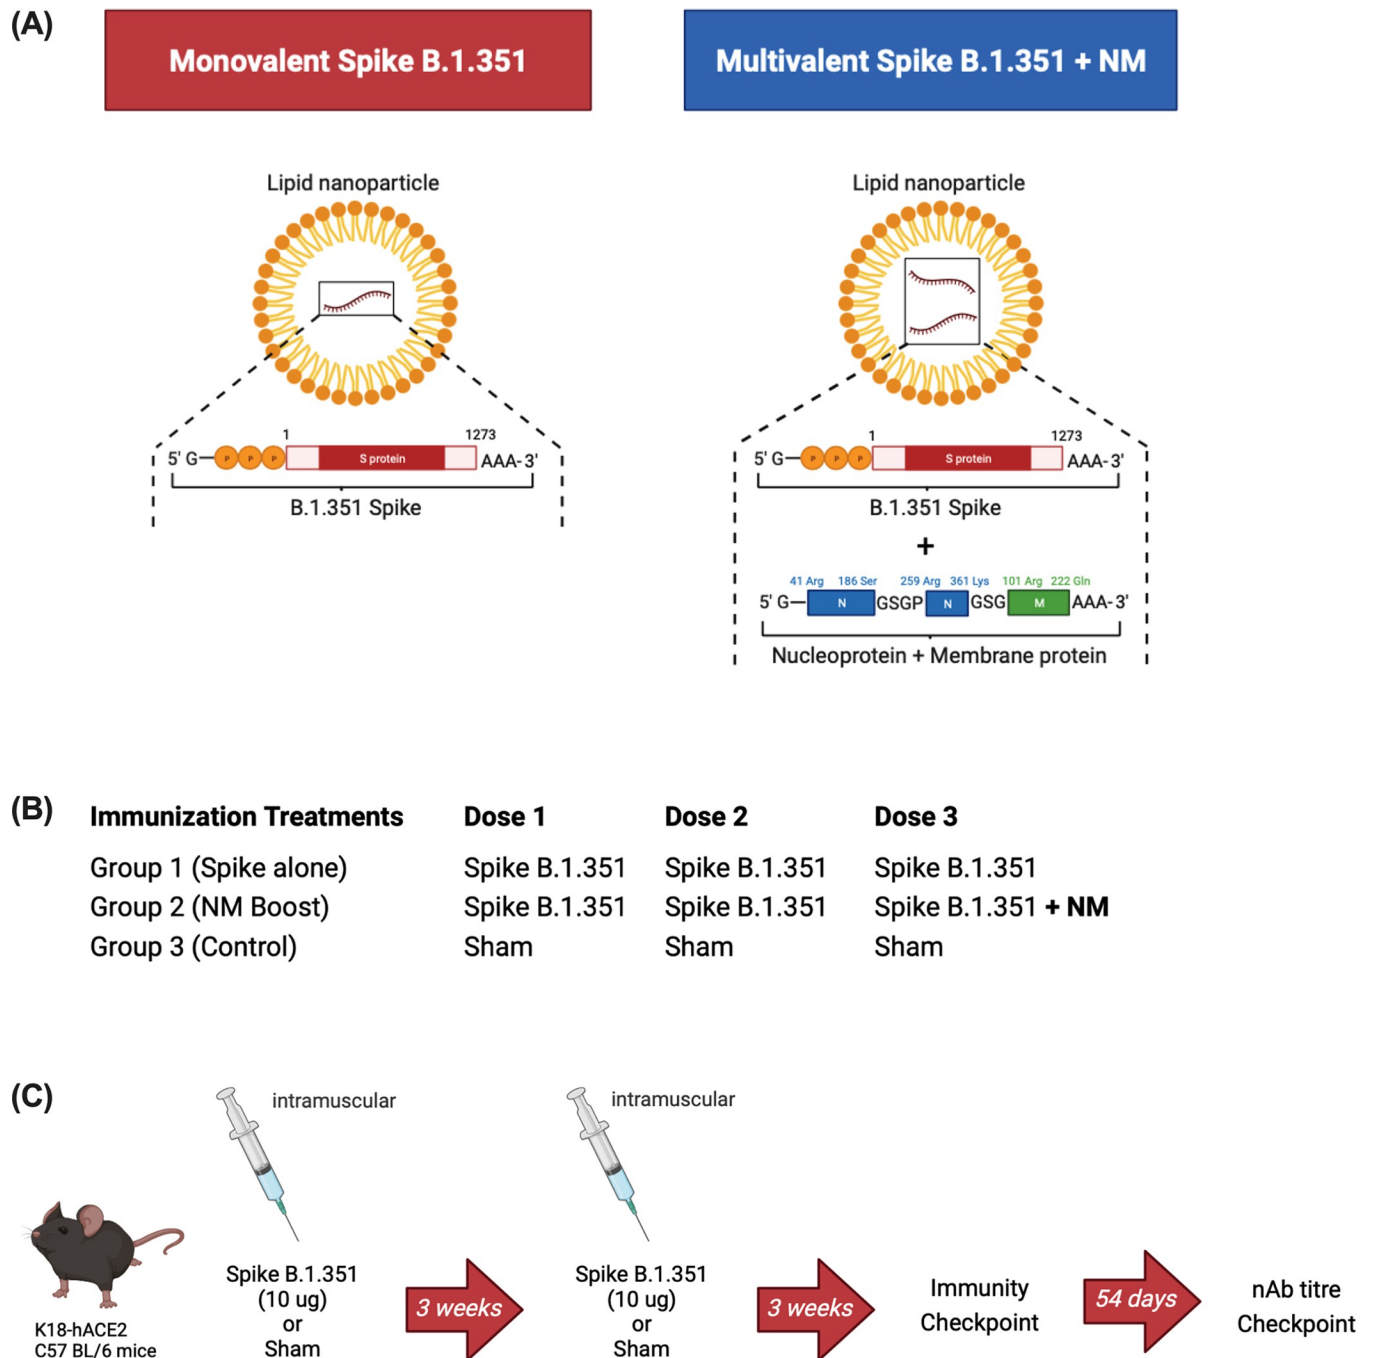 (A)
Monovalent Spike B.1.351
Multivalent Spike B.1.351 + NM
Lipid nanoparticle
Lipid nanoparticle
1 1273
5' G P P P S protein AAA-3'
B.1.351 Spike
1 1273
5' G P P P S protein AAA-3'
B.1.351 Spike
+
41 Arg 186 Ser 259 Arg 361 Lys 101 Arg 222 Gln
5' G N GSGP N GSG M AAA-3'
Nucleoprotein + Membrane protein
(B)
Immunization Treatments Dose 1 Dose 2 Dose 3
Group 1 (Spike alone) Spike B.1.351 Spike B.1.351 Spike B.1.351
Group 2 (NM Boost) Spike B.1.351 Spike B.1.351 Spike B.1.351 + NM
Group 3 (Control) Sham Sham Sham
(C)
intramuscular
intramuscular
K18-hACE2
C57 BL/6 mice
Spike B.1.351
(10 ug)
or
Sham
3 weeks
Spike B.1.351
(10 ug)
or
Sham
3 weeks
Immunity
Checkpoint
54 days
nAb titre
Checkpoint